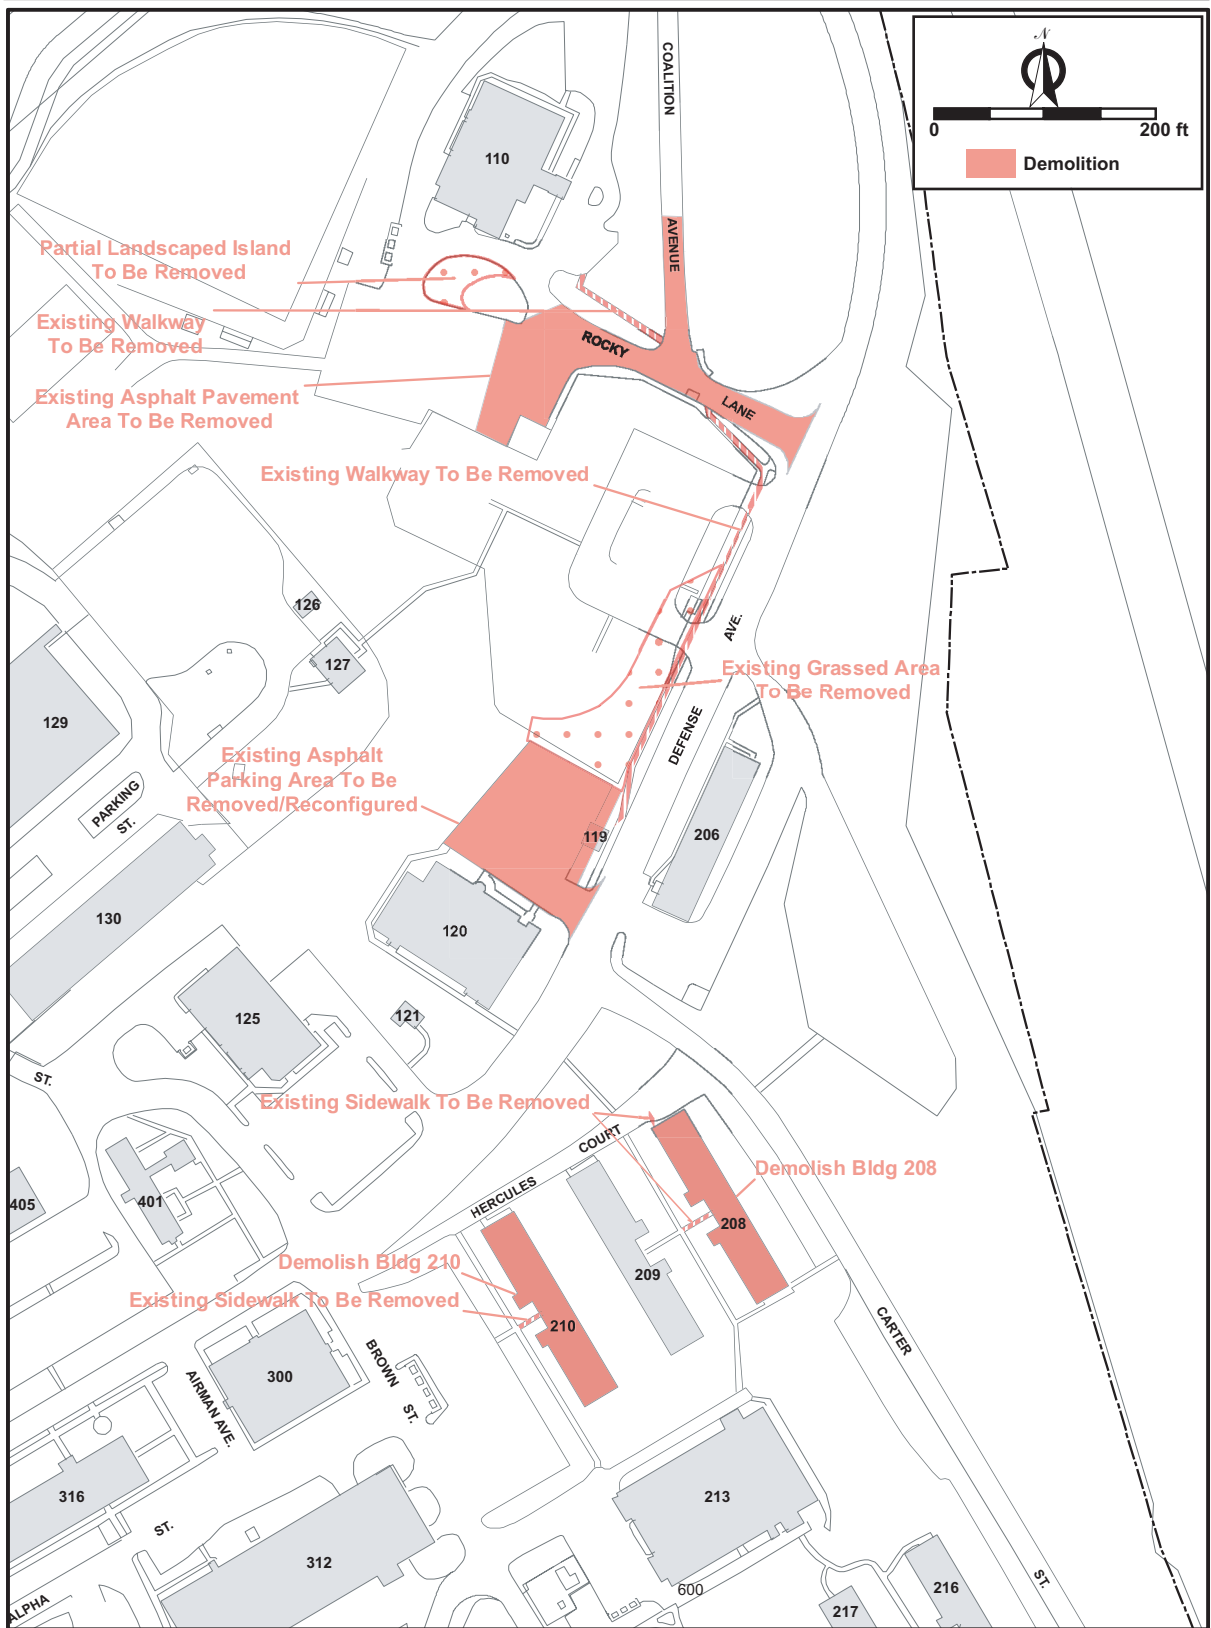 N
0 200 ft
Demolition
COALITION
AVENUE
110
Partial Landscaped Island
To Be Removed
Existing Walkway
To Be Removed
ROCKY
LANE
Existing Asphalt Pavement
Area To Be Removed
Existing Walkway To Be Removed
126
127
AVE.
DEFENSE
Existing Grassed Area
To Be Removed
129
Existing Asphalt
Parking Area To Be
Removed/Reconfigured
PARKING
ST.
119
206
130
120
125
121
ST.
Existing Sidewalk To Be Removed
COURT
HERCULES
Demolish Bldg 208
405
401
208
209
Demolish Bldg 210
Existing Sidewalk To Be Removed
210
CARTER
ST.
300
AIRMAN AVE.
BROWN
ST.
316
213
ST.
312
600
216
217
ALPHA